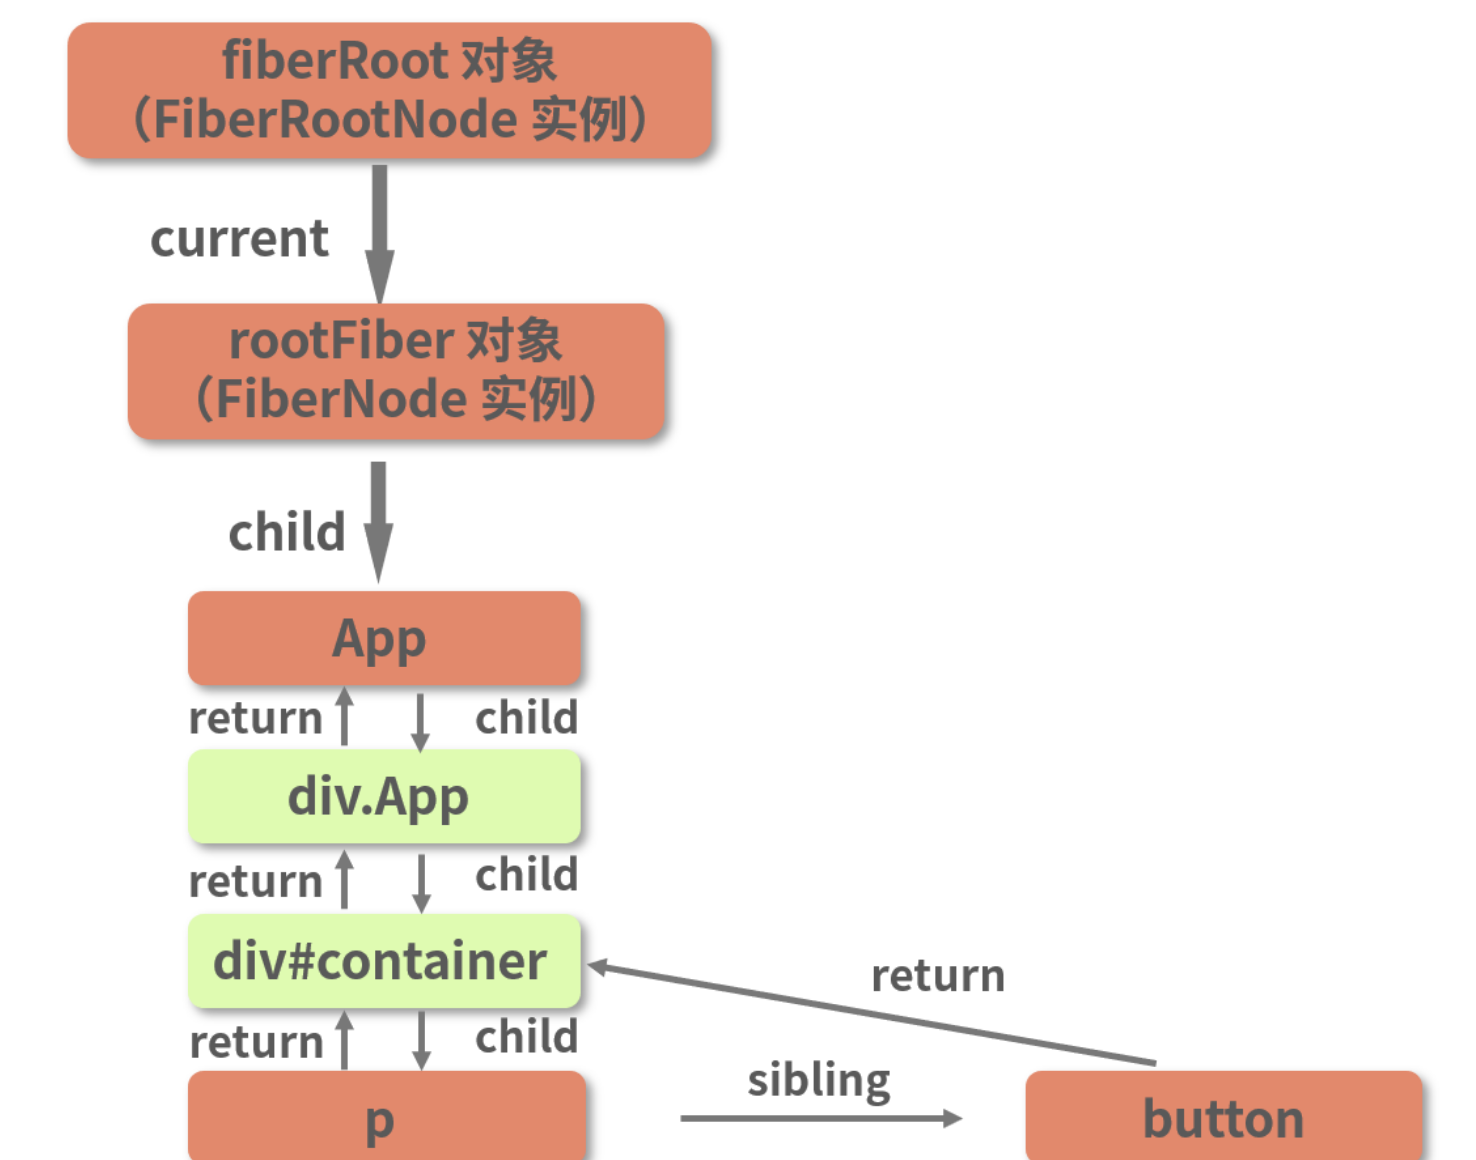 fiberRoot 对象
（FiberRootNode 实例）
current
rootFiber 对象
（FiberNode 实例）
child
App
return
child
div.App
return
child
div#container
return
return
child
sibling
p
button